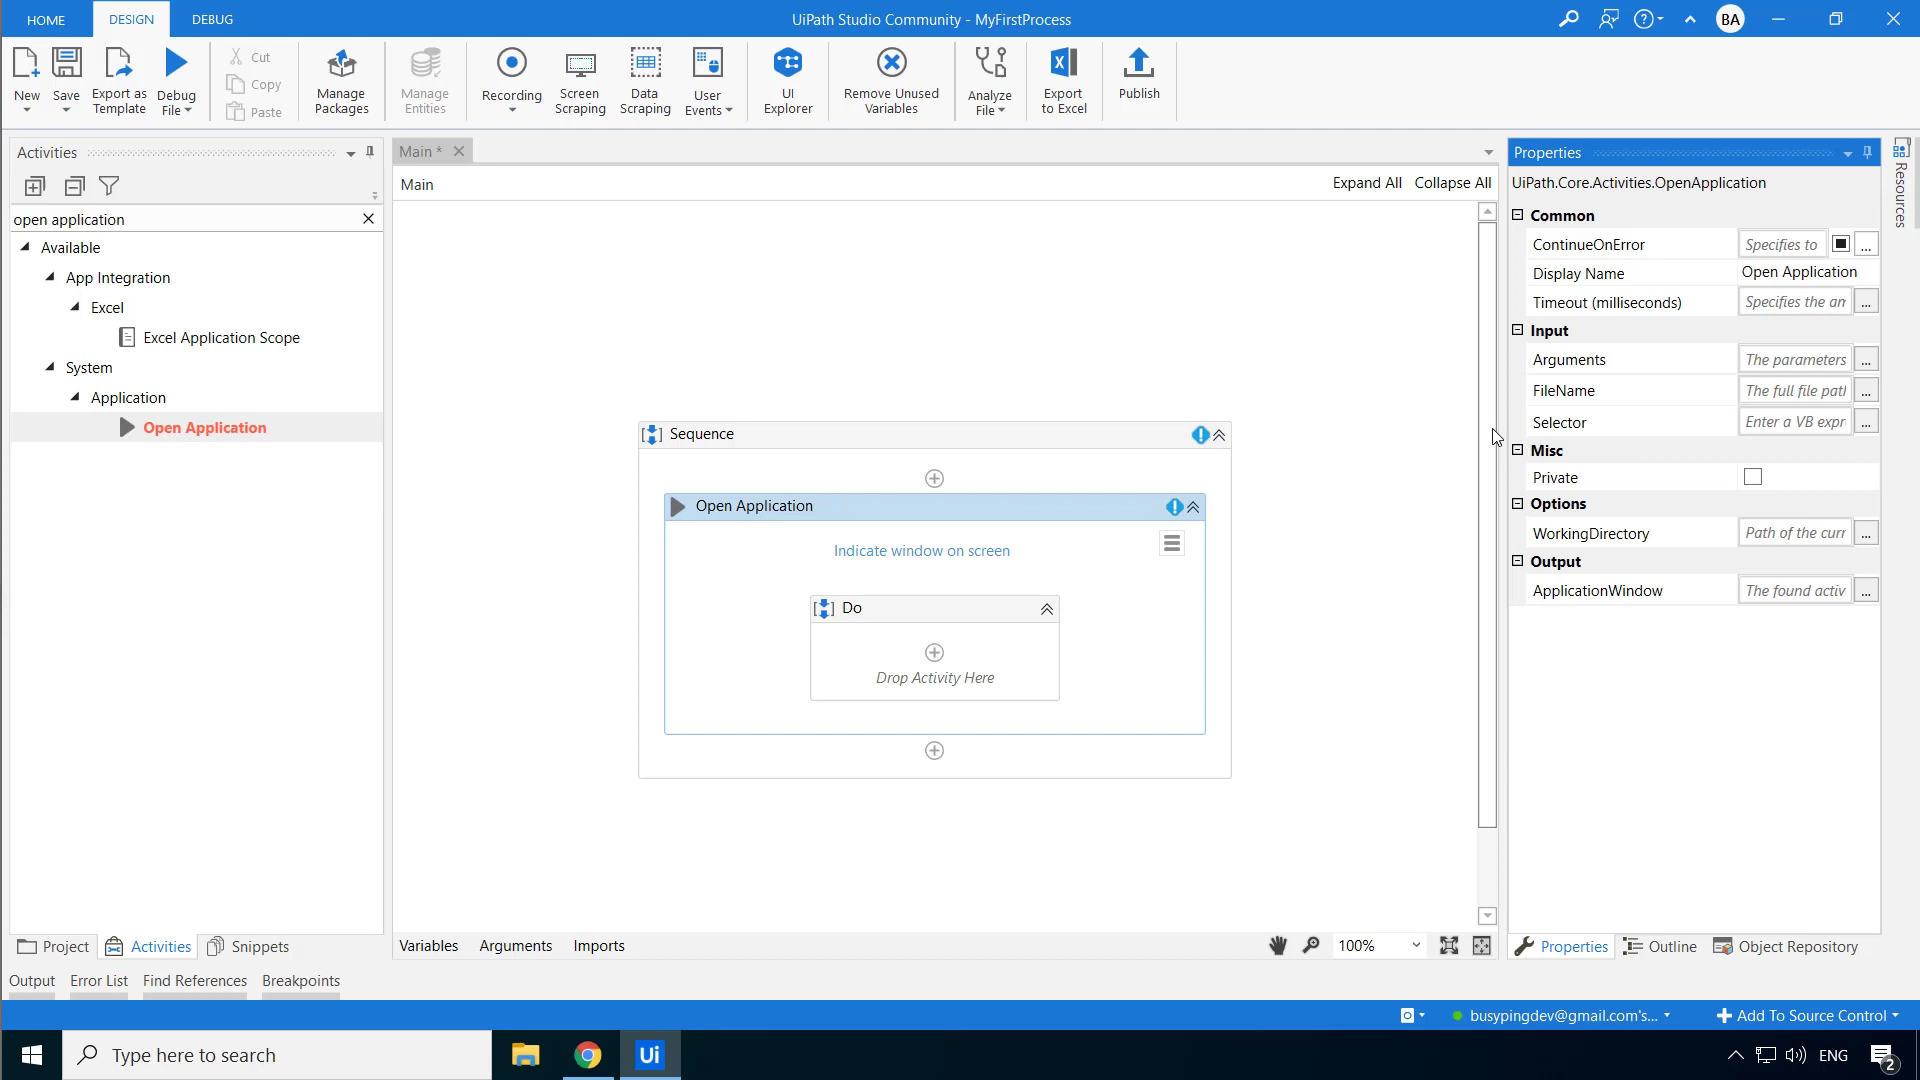 HOME
DESIGN
DEBUG
UiPath Studio Community - MyFirstProcess
BA
New
Save
Export as
Template
Debug
File
Cut
Copy
Paste
Manage
Packages
Manage
Entities
Recording
Screen
Scraping
Data
Scraping
User
Events
UI
Explorer
Remove Unused
Variables
Analyze
File
Export
to Excel
Publish
Activities
open application
Available
App Integration
Excel
Excel Application Scope
System
Application
Open Application
Main *
Main
Expand All
Collapse All
Sequence
Open Application
Indicate window on screen
Do
Drop Activity Here
Properties
UiPath.Core.Activities.OpenApplication
Common
ContinueOnError
Specifies to
...
Display Name
Open Application
Timeout (milliseconds)
Specifies the am
...
Input
Arguments
The parameters
...
FileName
The full file path
...
Selector
Enter a VB expr
...
Misc
Private
Options
WorkingDirectory
Path of the curr
...
Output
ApplicationWindow
The found activ
...
Resources
Project
Activities
Snippets
Variables
Arguments
Imports
100%
Properties
Outline
Object Repository
Output
Error List
Find References
Breakpoints
busypingdev@gmail.com's...
Add To Source Control
Type here to search
Ui
ENG
2